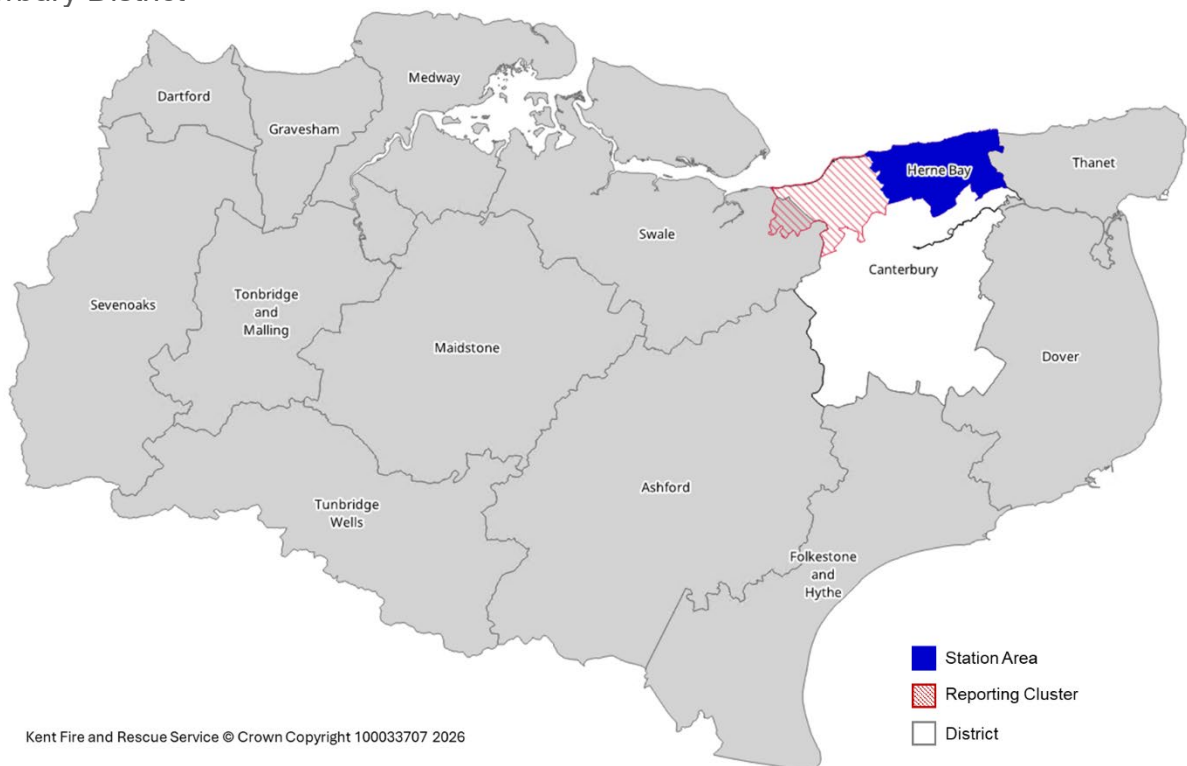 Medway
Dartford
Gravesham
Herne Bay
Thanet
Swale
Canterbury
Sevenoaks
Tonbridge
and
Malling
Maidstone
Dover
Ashford
Tunbridge
Wells
Folkestone
and
Hythe
Station Area
Reporting Cluster
District
Kent Fire and Rescue Service © Crown Copyright 100033707 2026